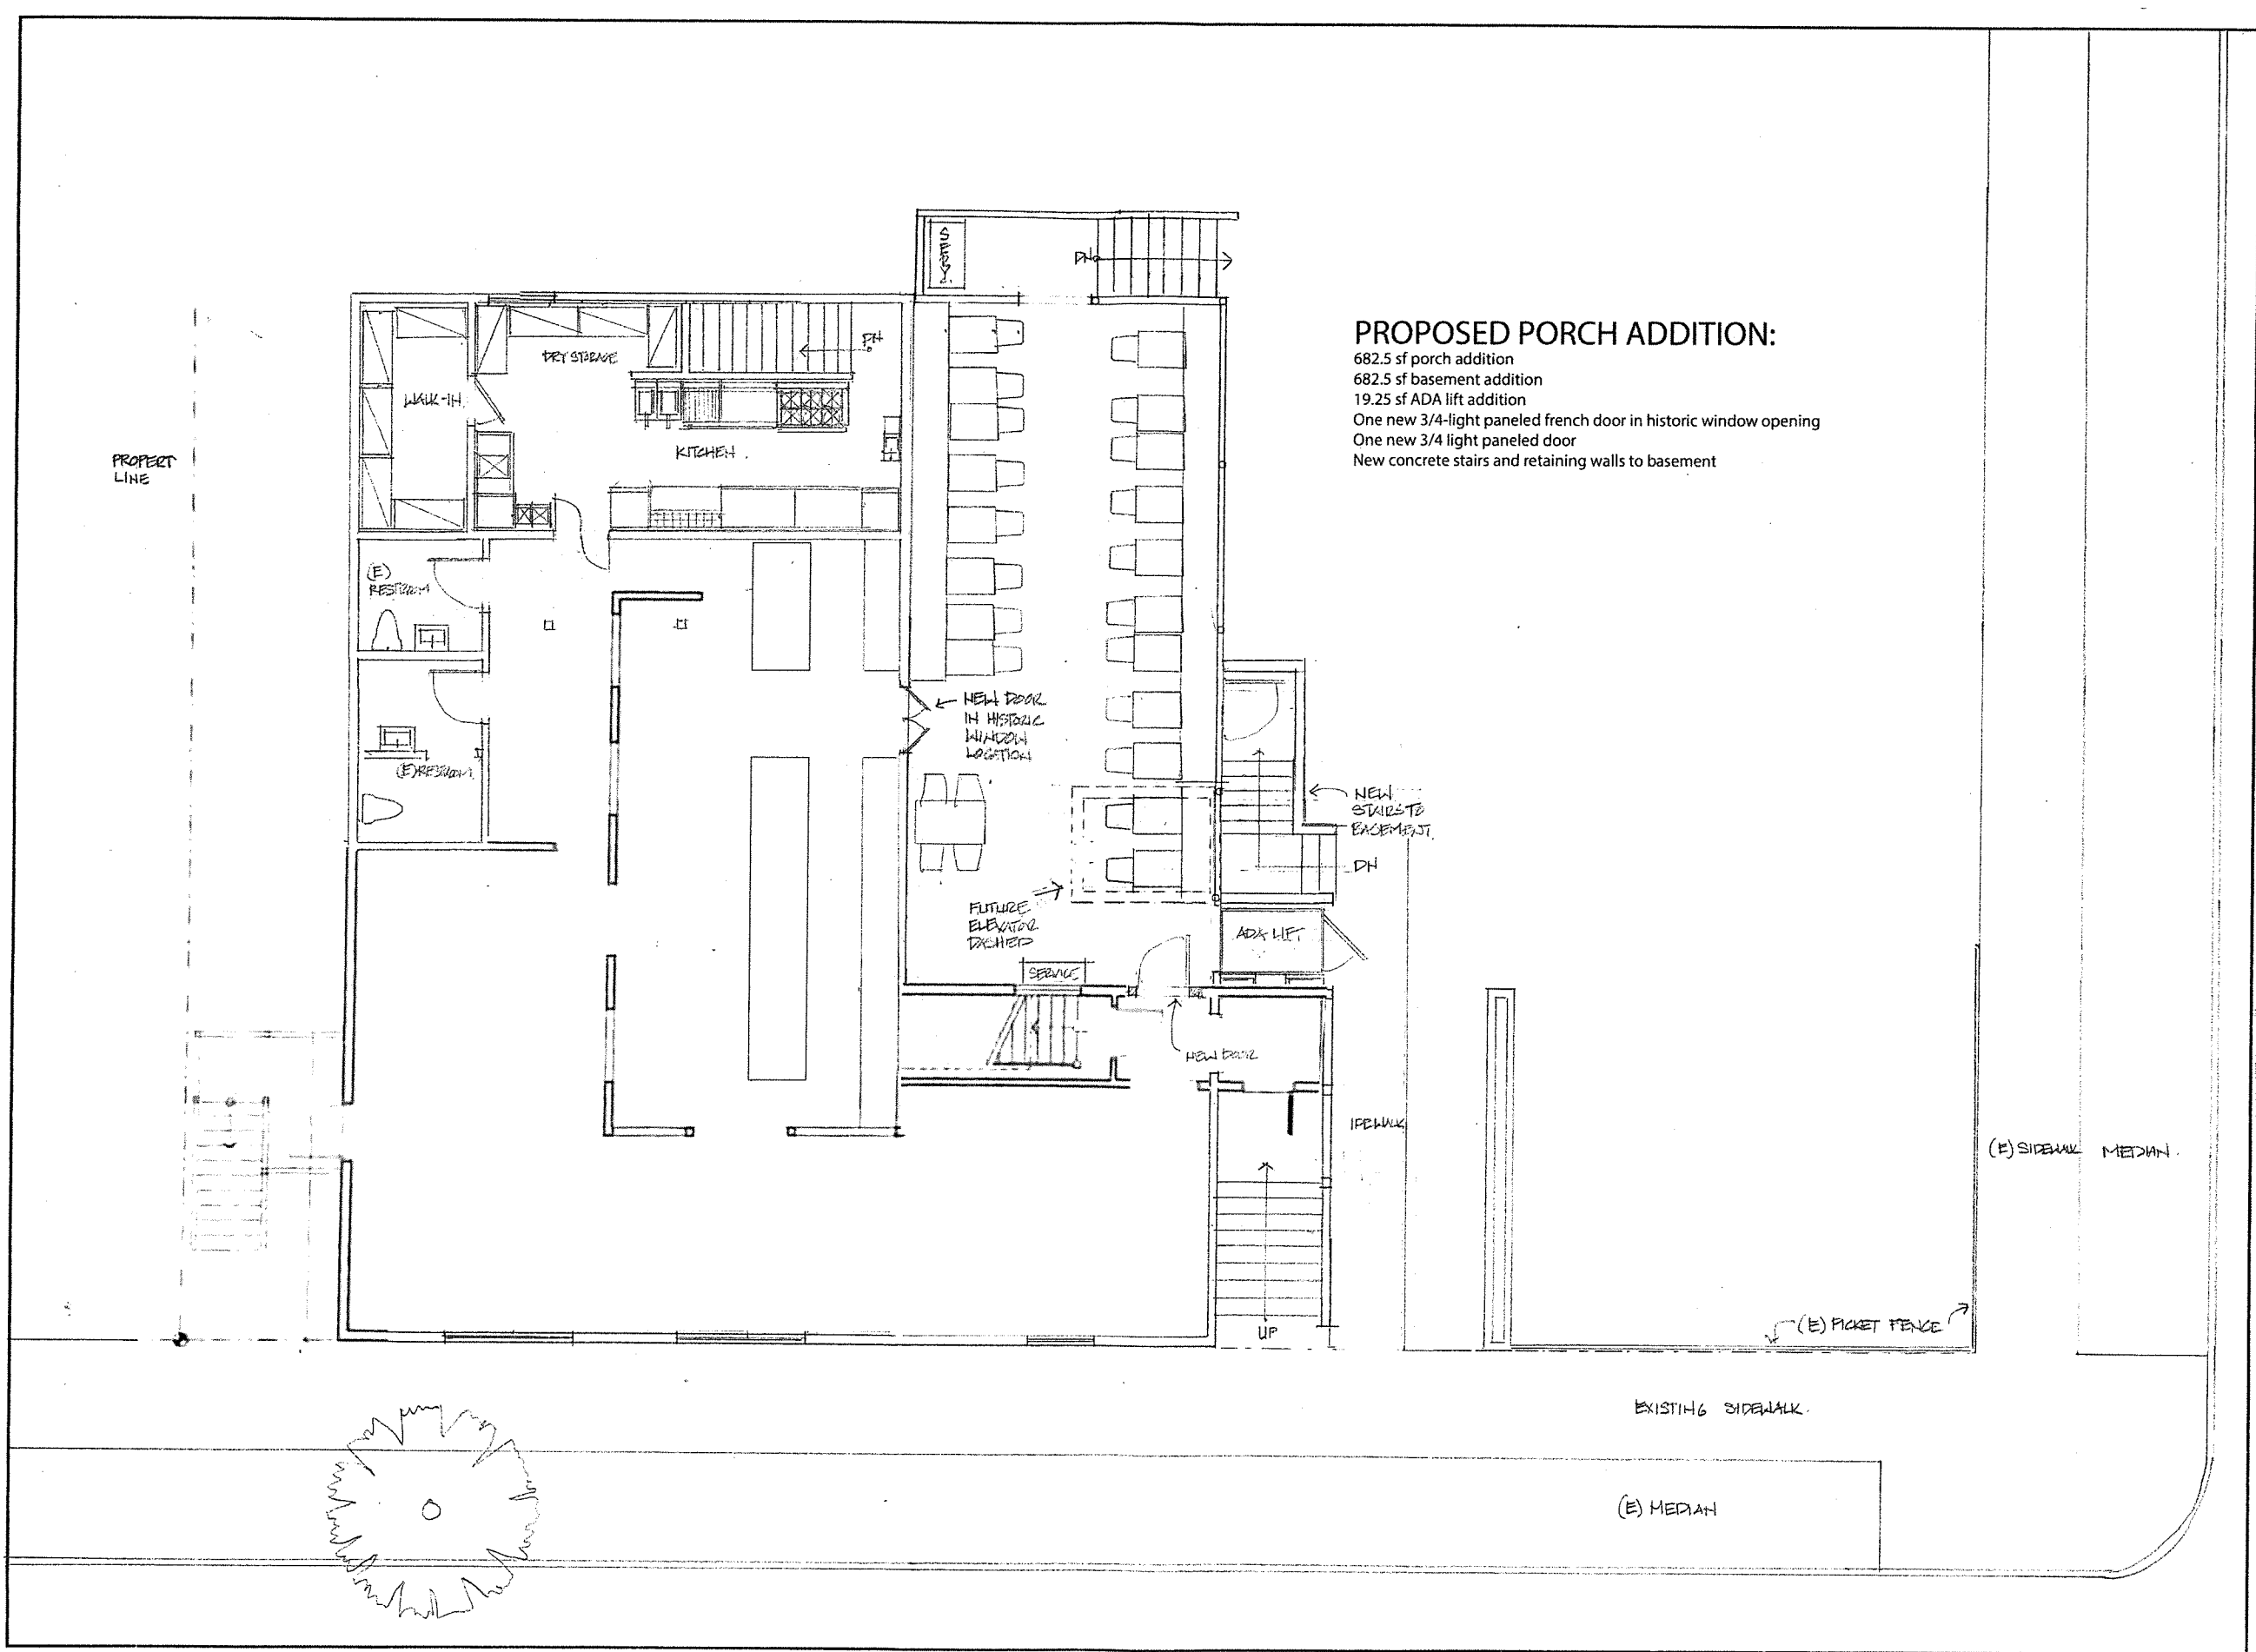 SERV.
DN
DN
DRY STORAGE
WALK-IN
KITCHEN
PROPOSED PORCH ADDITION:
682.5 sf porch addition
682.5 sf basement addition
19.25 sf ADA lift addition
One new 3/4-light paneled french door in historic window opening
One new 3/4 light paneled door
New concrete stairs and retaining walls to basement
PROPERT
LINE
(E)
RESTROOM
NEW DOOR
IN HISTORIC
WINDOW
LOCATION
(E) RESTROOM
NEW
STAIRS TO
BASEMENT.
DN
FUTURE
ELEVATOR
DASHED
ADA LIFT
SERVICE
NEW DOOR
(E) SIDEWALK
MEDIAN.
UP
(E) PICKET FENCE
EXISTING SIDEWALK.
(E) MEDIAN